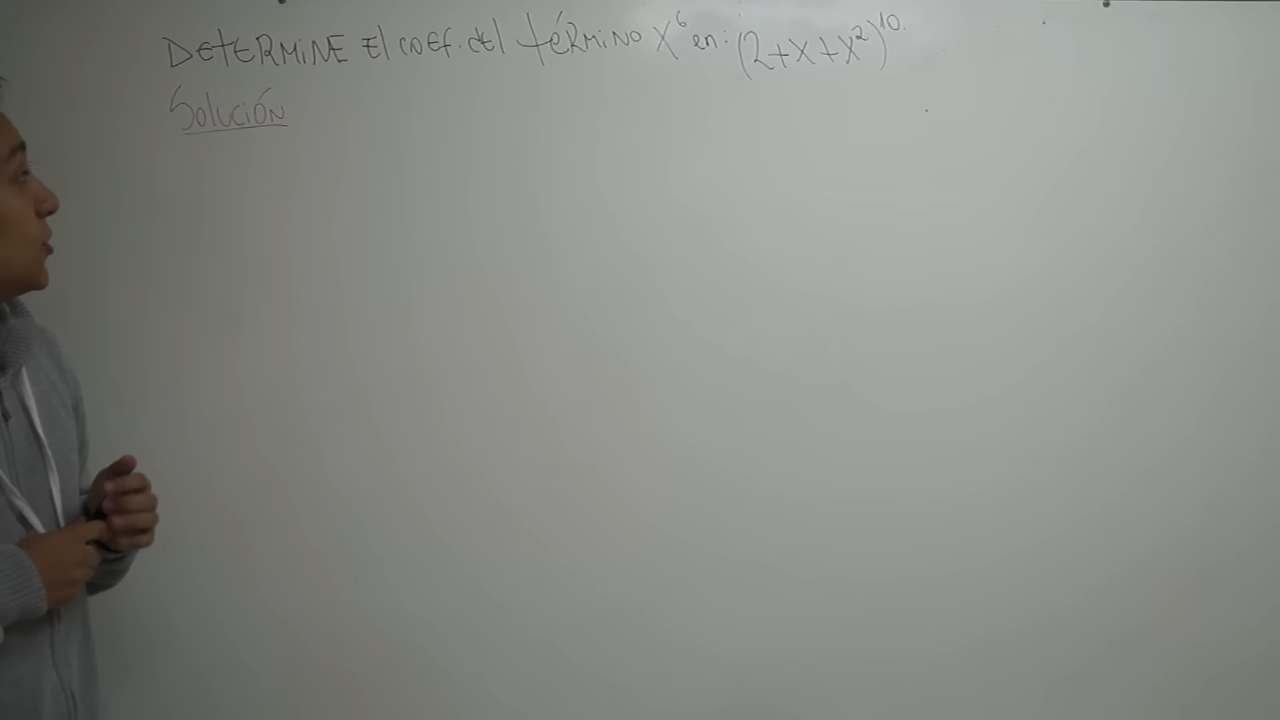 DETERMINE El coef. del término x⁶ en: (2+x+x²)¹⁰.
Solución